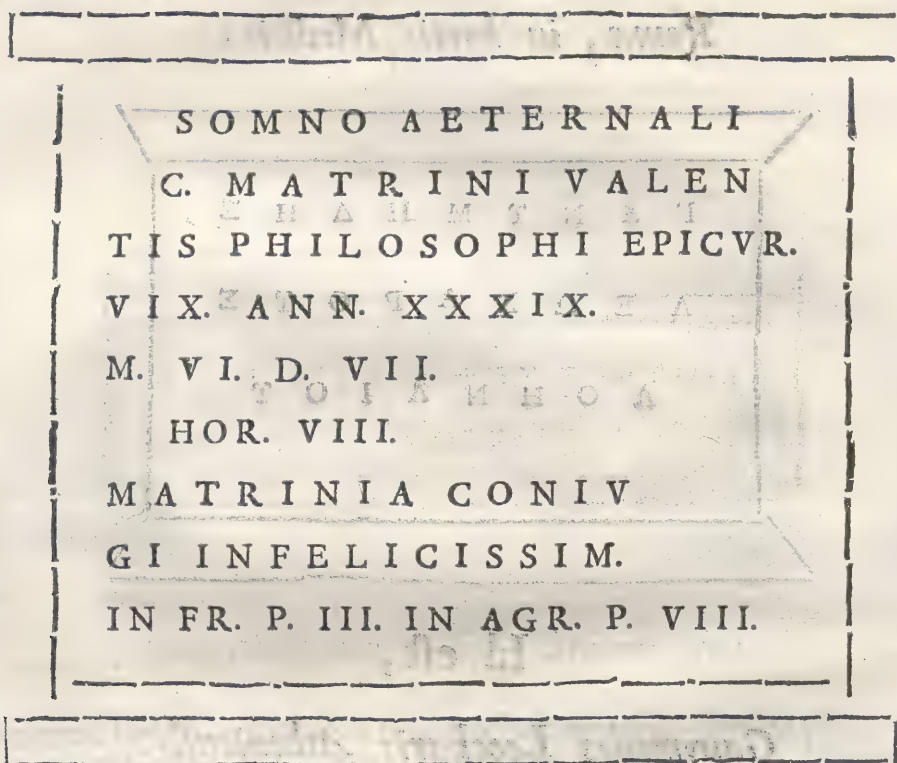 SOMNO AETERNALI
C. MATRINI VALEN
TIS PHILOSOPHI EPICVR.
VIX. ANN. XXXIX.
M. VI. D. VII.
HOR. VIII.
MATRINIA CONIV
GI INFELICISSIM.
IN FR. P. III. IN AGR. P. VIII.